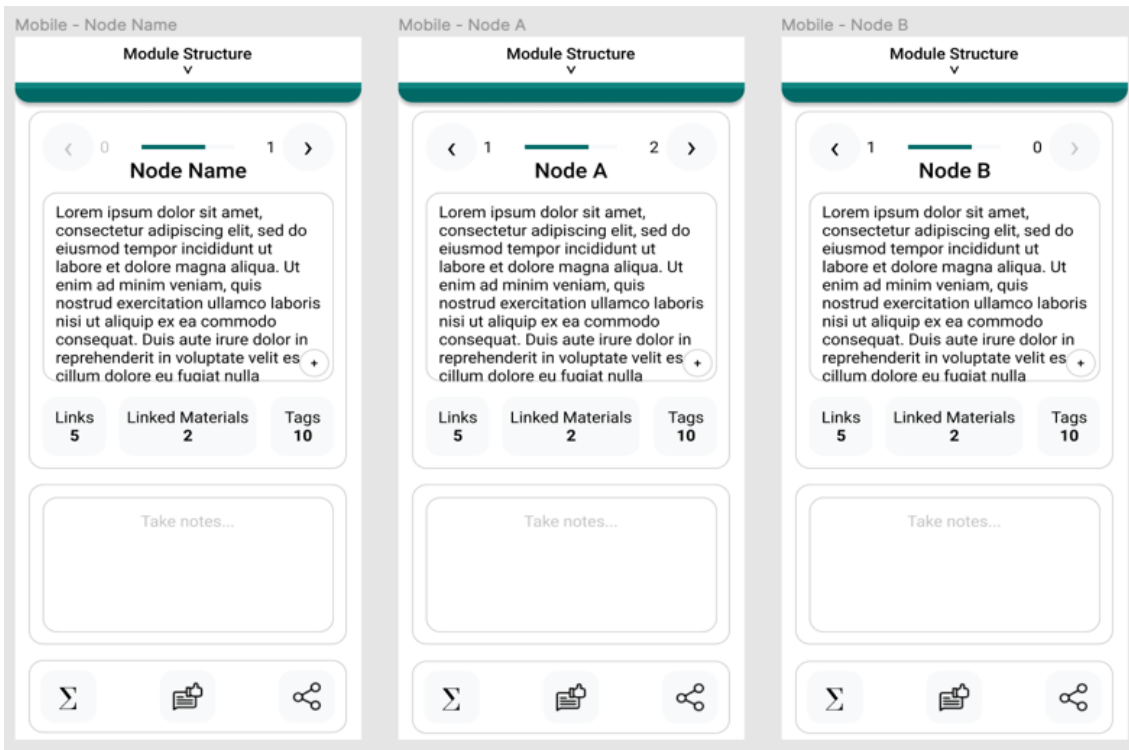 Mobile - Node Name
Module Structure
0
1
Node Name
Lorem ipsum dolor sit amet,
consectetur adipiscing elit, sed do
eiusmod tempor incididunt ut
labore et dolore magna aliqua. Ut
enim ad minim veniam, quis
nostrud exercitation ullamco laboris
nisi ut aliquip ex ea commodo
consequat. Duis aute irure dolor in
reprehenderit in voluptate velit es
+
cillum dolore eu fugiat nulla
Links
5
Linked Materials
2
Tags
10
Take notes...
Σ
Mobile - Node A
Module Structure
1
2
Node A
Lorem ipsum dolor sit amet,
consectetur adipiscing elit, sed do
eiusmod tempor incididunt ut
labore et dolore magna aliqua. Ut
enim ad minim veniam, quis
nostrud exercitation ullamco laboris
nisi ut aliquip ex ea commodo
consequat. Duis aute irure dolor in
reprehenderit in voluptate velit es
+
cillum dolore eu fugiat nulla
Links
5
Linked Materials
2
Tags
10
Take notes...
Σ
Mobile - Node B
Module Structure
1
0
Node B
Lorem ipsum dolor sit amet,
consectetur adipiscing elit, sed do
eiusmod tempor incididunt ut
labore et dolore magna aliqua. Ut
enim ad minim veniam, quis
nostrud exercitation ullamco laboris
nisi ut aliquip ex ea commodo
consequat. Duis aute irure dolor in
reprehenderit in voluptate velit es
+
cillum dolore eu fugiat nulla
Links
5
Linked Materials
2
Tags
10
Take notes...
Σ